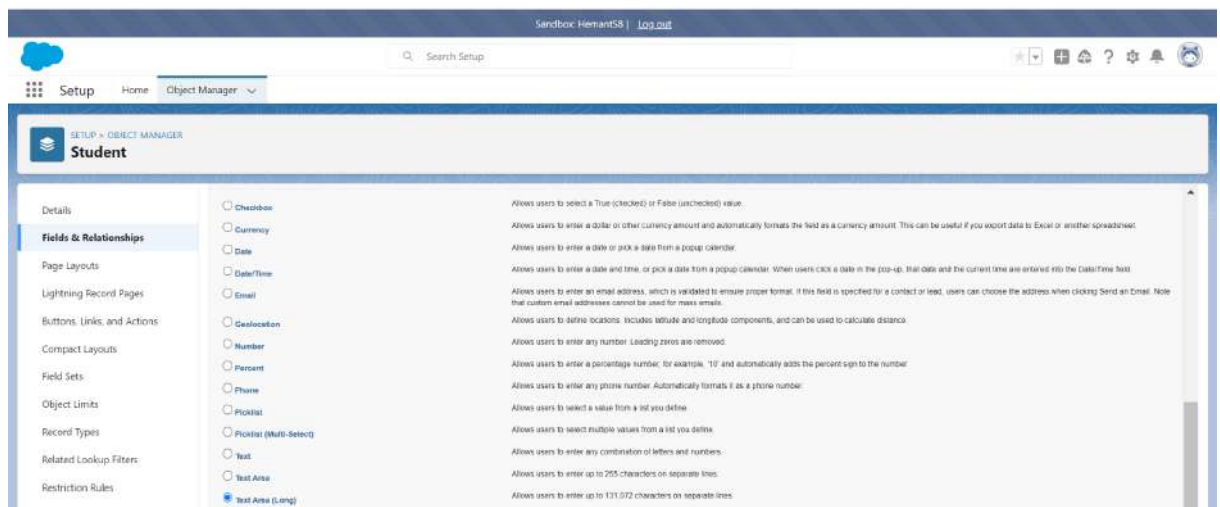 Sandbox: Hemant58 | Log out
Search Setup
Setup Home Object Manager
SETUP > OBJECT MANAGER
Student
Details
Fields & Relationships
Page Layouts
Lightning Record Pages
Buttons, Links, and Actions
Compact Layouts
Field Sets
Object Limits
Record Types
Related Lookup Filters
Restriction Rules
Checkbox Allows users to select a True (checked) or False (unchecked) value.
Currency Allows users to enter a dollar or other currency amount and automatically formats the field as a currency amount. This can be useful if you export data to Excel or another spreadsheet.
Date Allows users to enter a date or pick a date from a popup calendar.
Date/Time Allows users to enter a date and time, or pick a date from a popup calendar. When users click a date in the pop-up, that date and the current time are entered into the Date/Time field.
Email Allows users to enter an email address, which is validated to ensure proper format. If this field is specified for a contact or lead, users can choose the address when clicking Send an Email. Note
that custom email addresses cannot be used for mass emails.
Geolocation Allows users to define locations. Includes latitude and longitude components, and can be used to calculate distance.
Number Allows users to enter any number. Leading zeros are removed.
Percent Allows users to enter a percentage number, for example, '10' and automatically adds the percent sign to the number.
Phone Allows users to enter any phone number. Automatically formats it as a phone number.
Picklist Allows users to select a value from a list you define.
Picklist (Multi-Select) Allows users to select multiple values from a list you define.
Text Allows users to enter any combination of letters and numbers.
Text Area Allows users to enter up to 255 characters on separate lines.
Text Area (Long) Allows users to enter up to 131,072 characters on separate lines.